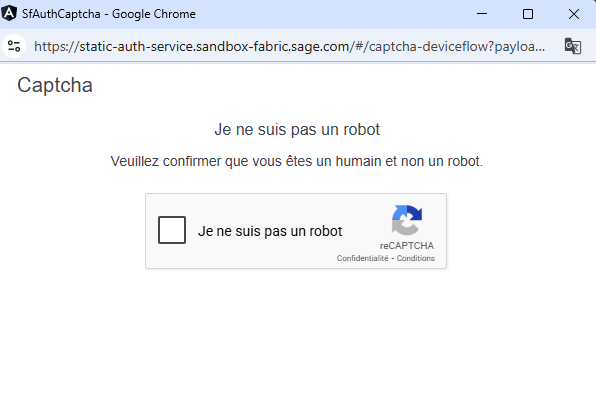 SfAuthCaptcha - Google Chrome
https://static-auth-service.sandbox-fabric.sage.com/#/captcha-deviceflow?payloa...
Captcha
Je ne suis pas un robot
Veuillez confirmer que vous êtes un humain et non un robot.
Je ne suis pas un robot
reCAPTCHA
Confidentialité - Conditions